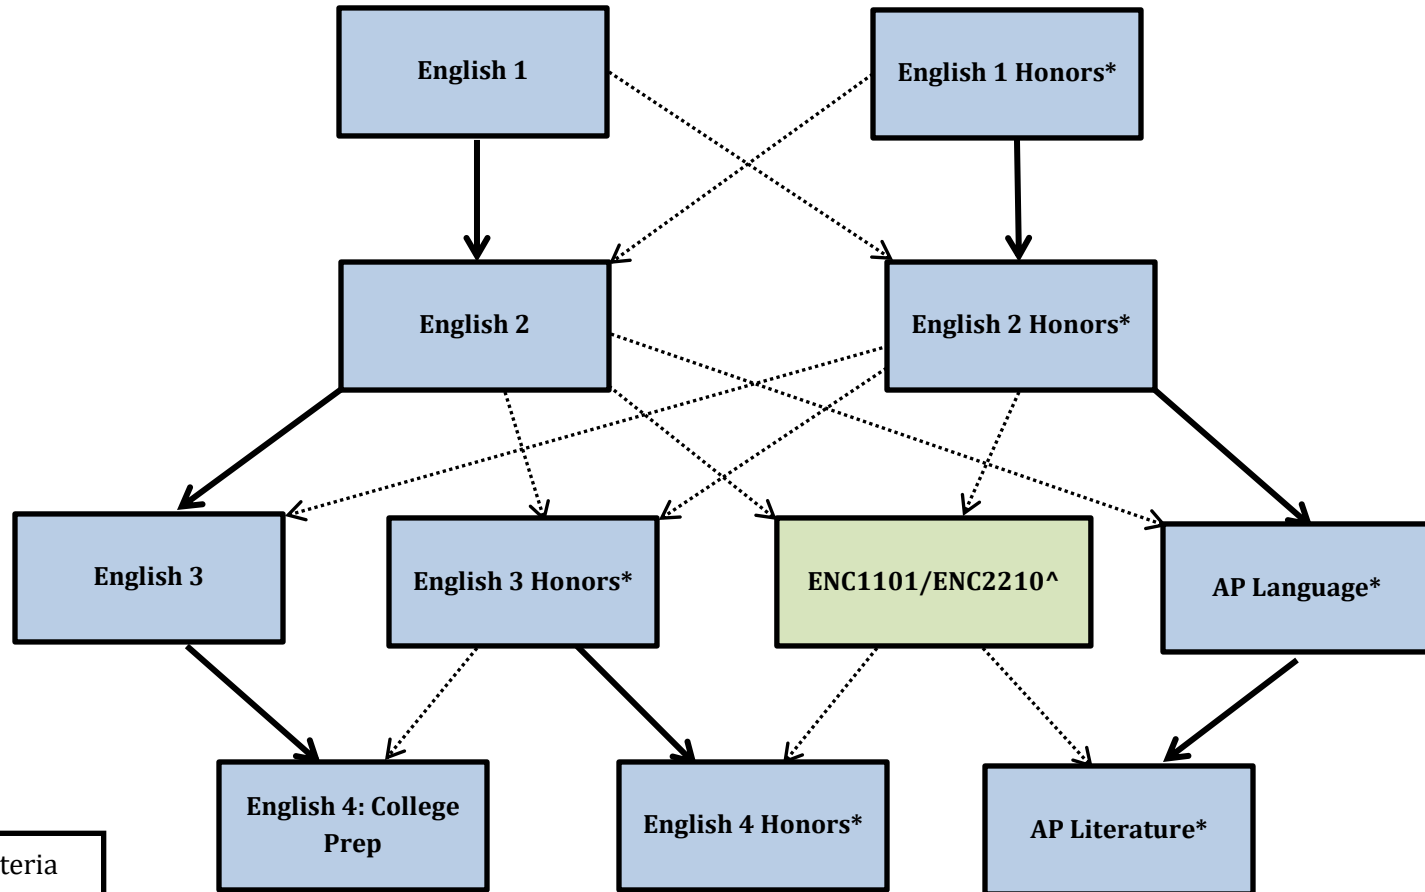 English 1
English 1 Honors*
English 2
English 2 Honors*
English 3
English 3 Honors*
ENC1101/ENC2210^
AP Language*
English 4: College
Prep
English 4 Honors*
AP Literature*
teria